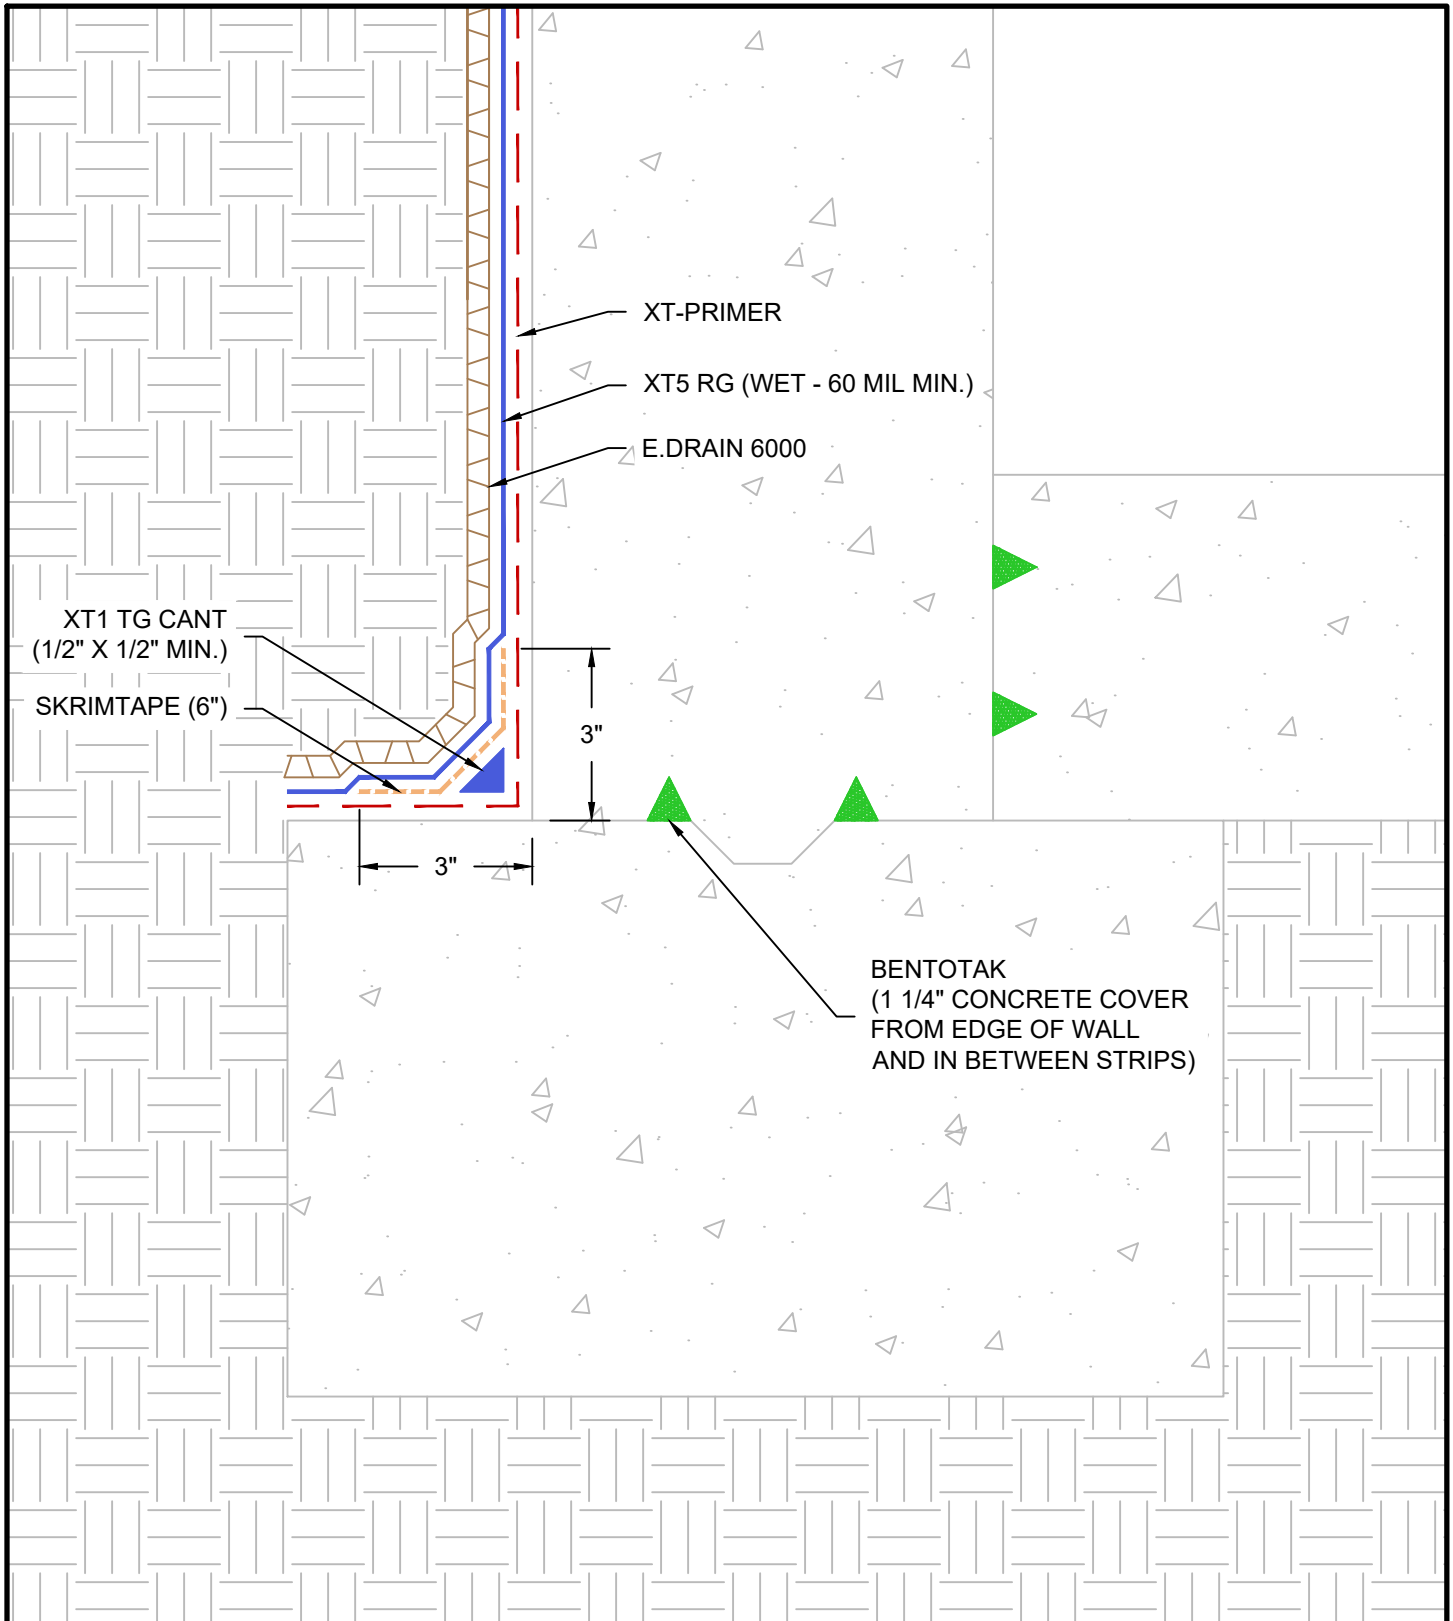 XT-PRIMER
XT5 RG (WET - 60 MIL MIN.)
E.DRAIN 6000
XT1 TG CANT
(1/2" X 1/2" MIN.)
SKRIMTAPE (6")
3"
3"
BENTOTAK
(1 1/4" CONCRETE COVER
FROM EDGE OF WALL
AND IN BETWEEN STRIPS)